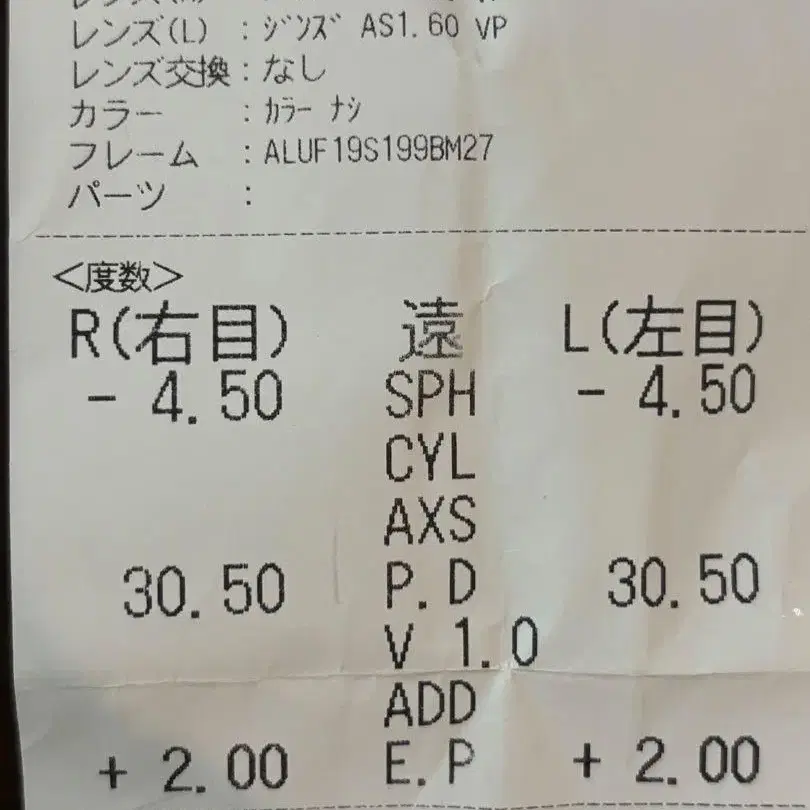 レンズ(L) : ｼﾞﾝｽﾞ AS1.60 VP
レンズ交換 : なし
カラー : ｶﾗｰ ﾅｼ
フレーム : ALUF19S199BM27
パーツ :
<度数>
R(右目) 遠 L(左目)
- 4.50 SPH - 4.50
CYL
AXS
30.50 P.D 30.50
V 1.0
ADD
+ 2.00 E.P + 2.00